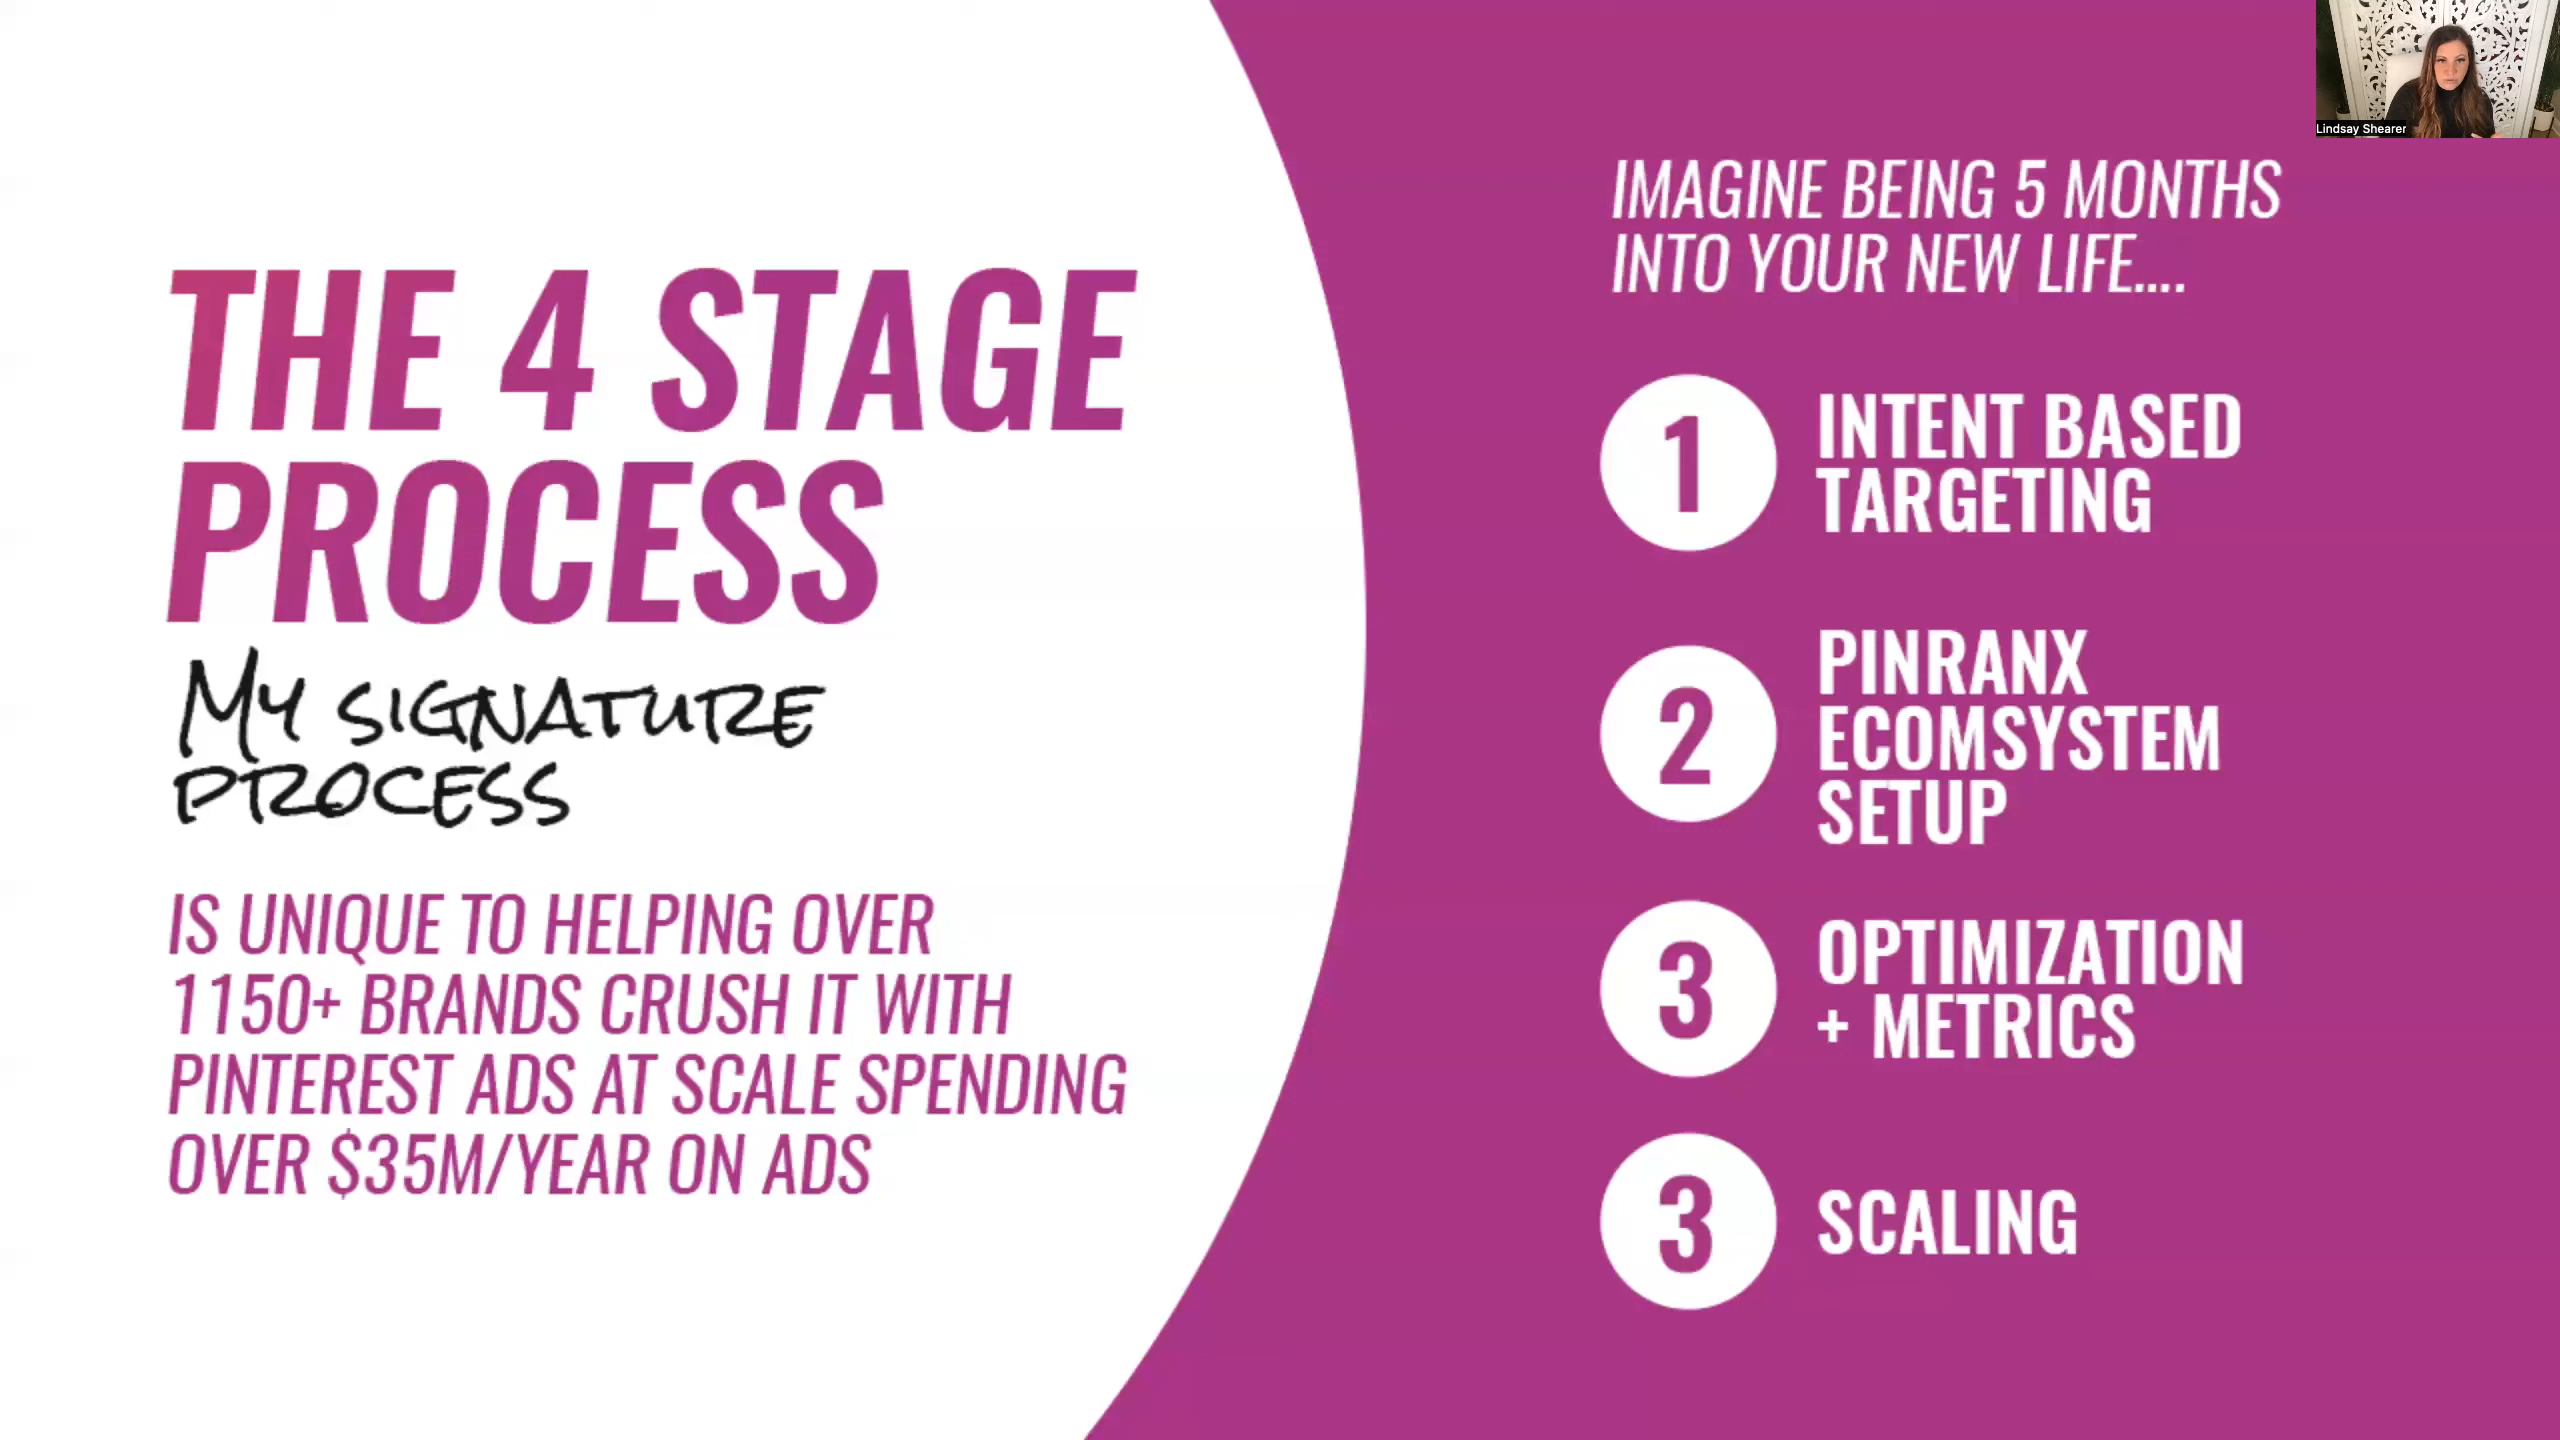 THE 4 STAGE
PROCESS
My signature
process
IS UNIQUE TO HELPING OVER
1150+ BRANDS CRUSH IT WITH
PINTEREST ADS AT SCALE SPENDING
OVER $35M/YEAR ON ADS
Lindsay Shearer
IMAGINE BEING 5 MONTHS
INTO YOUR NEW LIFE....
1
INTENT BASED
TARGETING
2
PINRANX
ECOMSYSTEM
SETUP
3
OPTIMIZATION
+ METRICS
3
SCALING